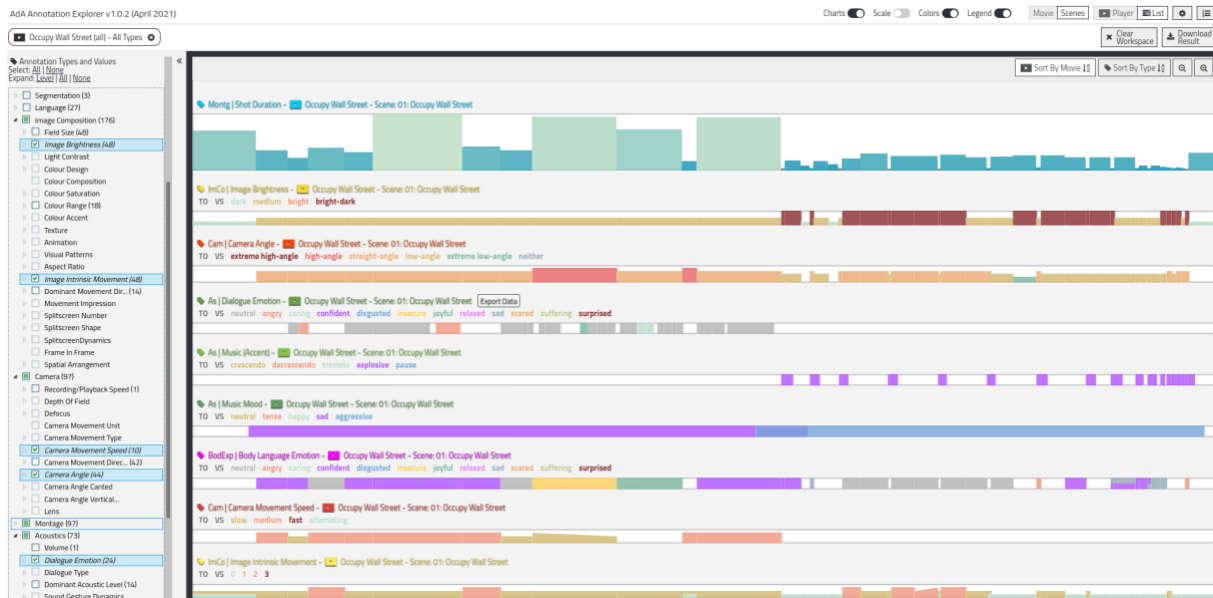 AdA Annotation Explorer v1.0.2 (April 2021)
Charts Scale Colors Legend Movie Scenes Player List
Occupy Wall Street (all) - All Types
Clear Workspace
Download Result
Annotation Types and Values
Select: All | None
Expand: Level | All | None
Sort By Movie Sort By Type
Segmentation (3)
Language (27)
Image Composition (176)
Field Size (48)
Image Brightness (48)
Light Contrast
Colour Design
Colour Composition
Colour Saturation
Colour Range (18)
Colour Accent
Texture
Animation
Visual Patterns
Aspect Ratio
Image Intrinsic Movement (48)
Dominant Movement Dir... (14)
Movement Impression
Splitscreen Number
Splitscreen Shape
SplitscreenDynamics
Frame In Frame
Spatial Arrangement
Camera (97)
Recording/Playback Speed (1)
Depth Of Field
Defocus
Camera Movement Unit
Camera Movement Type
Camera Movement Speed (10)
Camera Movement Direc... (42)
Camera Angle (44)
Camera Angle Canted
Camera Angle Vertical...
Lens
Montage (97)
Acoustics (73)
Volume (1)
Dialogue Emotion (24)
Dialogue Type
Dominant Acoustic Level (14)
Sound Gesture Dynamics
Montg | Shot Duration - Occupy Wall Street - Scene: 01: Occupy Wall Street
ImCo | Image Brightness - Occupy Wall Street - Scene: 01: Occupy Wall Street
TO VS dark medium bright bright-dark
Cam | Camera Angle - Occupy Wall Street - Scene: 01: Occupy Wall Street
TO VS extreme high-angle high-angle straight-angle low-angle extreme low-angle neither
As | Dialogue Emotion - Occupy Wall Street - Scene: 01: Occupy Wall Street Export Data
TO VS neutral angry caring confident disgusted insecure joyful relaxed sad scared suffering surprised
As | Music (Accent) - Occupy Wall Street - Scene: 01: Occupy Wall Street
TO VS crescendo decrescendo tremolo explosive pause
As | Music Mood - Occupy Wall Street - Scene: 01: Occupy Wall Street
TO VS neutral tense happy sad aggressive
BodExp | Body Language Emotion - Occupy Wall Street - Scene: 01: Occupy Wall Street
TO VS neutral angry caring confident disgusted insecure joyful relaxed sad scared suffering surprised
Cam | Camera Movement Speed - Occupy Wall Street - Scene: 01: Occupy Wall Street
TO VS slow medium fast alternating
ImCo | Image Intrinsic Movement - Occupy Wall Street - Scene: 01: Occupy Wall Street
TO VS 0 1 2 3